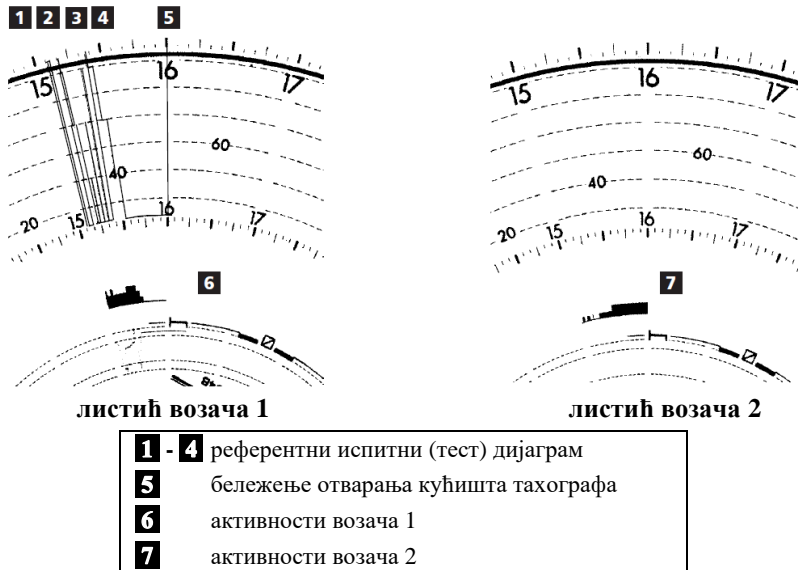 1 2 3 4 5
15 16 17
60
40
20 15 16 17
6
15 16 17
60
40
20 15 16 17
7
листић возача 1
листић возача 2
1 - 4 референтни испитни (тест) дијаграм
5 бележење отварања кућишта тахографа
6 активности возача 1
7 активности возача 2